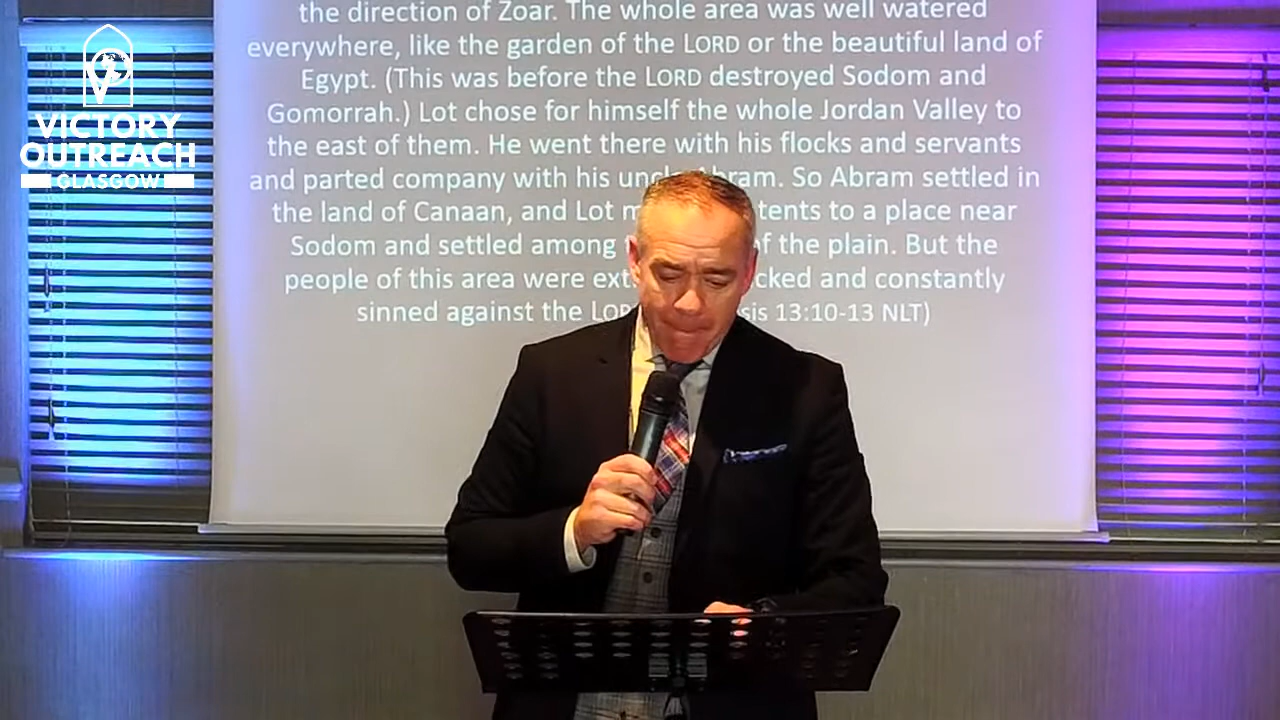 VICTORY
OUTREACH
GLASGOW
the direction of Zoar. The whole area was well watered
everywhere, like the garden of the LORD or the beautiful land of
Egypt. (This was before the LORD destroyed Sodom and
Gomorrah.) Lot chose for himself the whole Jordan Valley to
the east of them. He went there with his flocks and servants
and parted company with his uncle Abram. So Abram settled in
the land of Canaan, and Lot tents to a place near
Sodom and settled among of the plain. But the
people of this area were and constantly
sinned against the LORD 13:10-13 NLT)